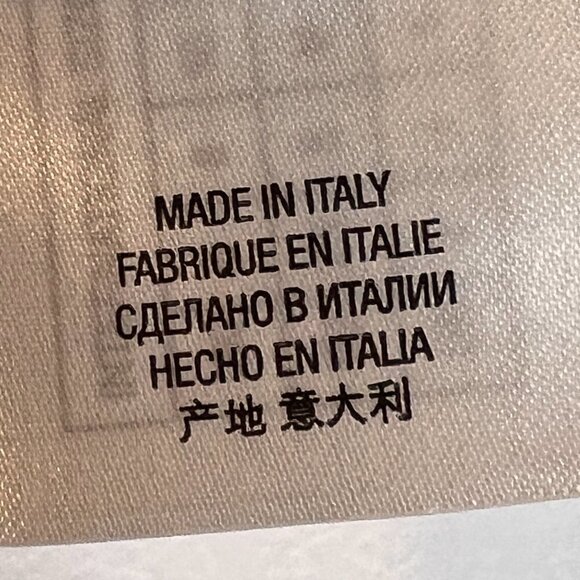 MADE IN ITALY
FABRIQUE EN ITALIE
СДЕЛАНО В ИТАЛИИ
HECHO EN ITALIA
产地 意大利